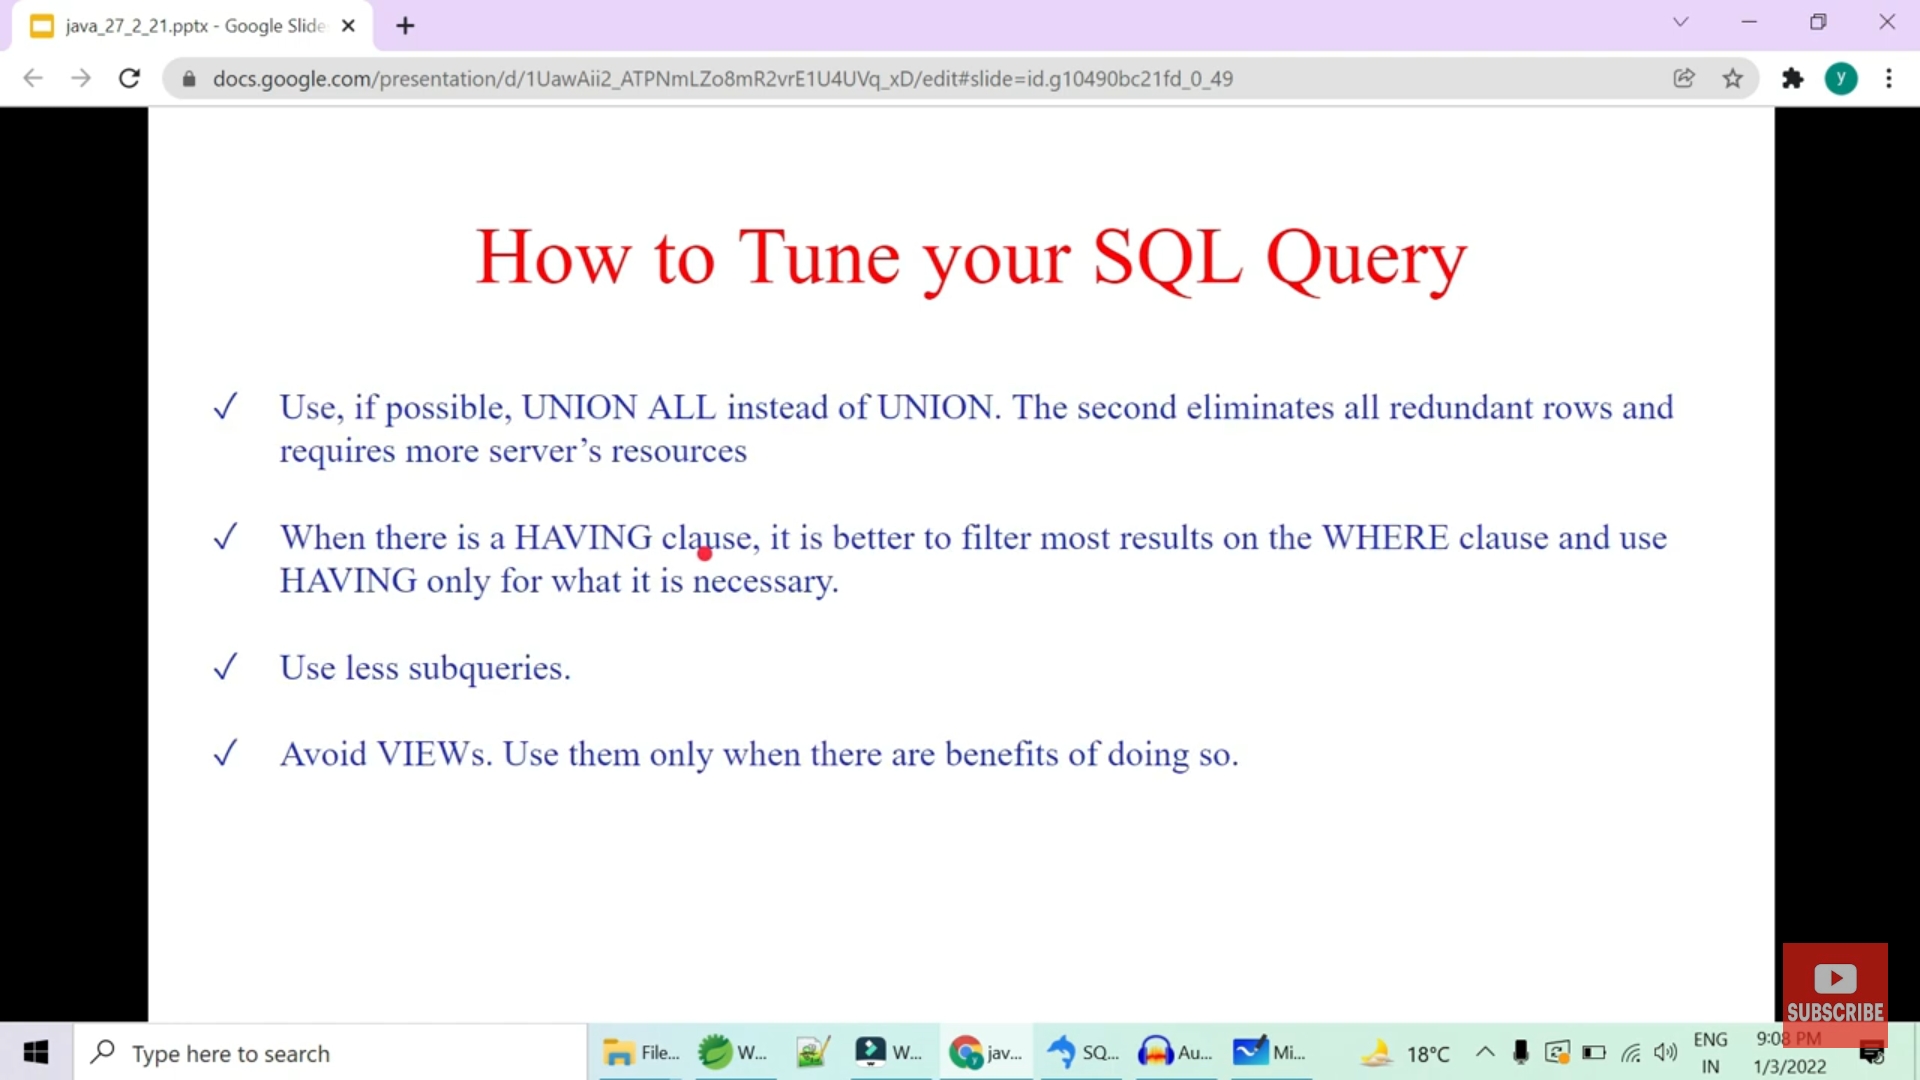 java_27_2_21.pptx - Google Slide
docs.google.com/presentation/d/1UawAii2_ATPNmLZo8mR2vrE1U4UVq_xD/edit#slide=id.g10490bc21fd_0_49
y
How to Tune your SQL Query
✓ Use, if possible, UNION ALL instead of UNION. The second eliminates all redundant rows and
requires more server’s resources
✓ When there is a HAVING clause, it is better to filter most results on the WHERE clause and use
HAVING only for what it is necessary.
✓ Use less subqueries.
✓ Avoid VIEWs. Use them only when there are benefits of doing so.
SUBSCRIBE
Type here to search
File... W... W... jav... SQ... Au... Mi... 18°C ENG 9:08 PM
IN 1/3/2022